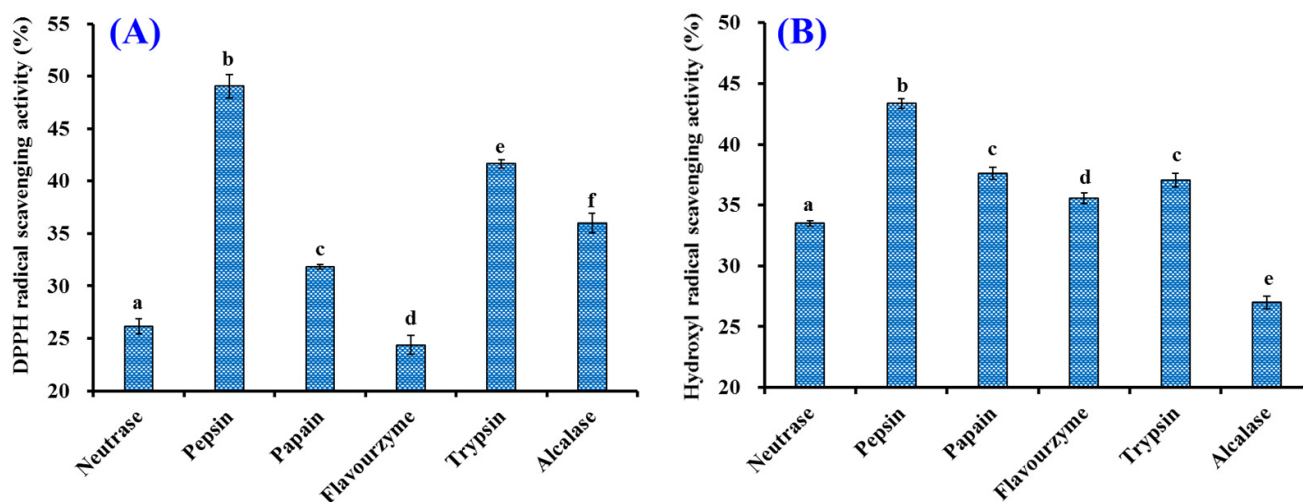 (A)
DPPH radical scavenging activity (%)
55
50
45
40
35
30
25
20
a
b
c
d
e
f
Neutrase
Pepsin
Papain
Flavourzyme
Trypsin
Alcalase
(B)
Hydroxyl radical scavenging activity (%)
50
45
40
35
30
25
20
a
b
c
d
c
e
Neutrase
Pepsin
Papain
Flavourzyme
Trypsin
Alcalase